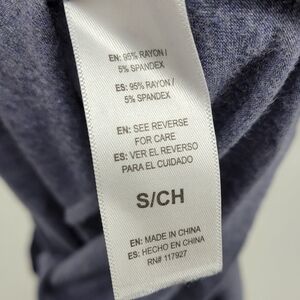 EN: 95% RAYON /
5% SPANDEX
ES: 95% RAYON /
5% SPANDEX
EN: SEE REVERSE
FOR CARE
ES: VER EL REVERSO
PARA EL CUIDADO
S/CH
EN: MADE IN CHINA
ES: HECHO EN CHINA
RN# 117927